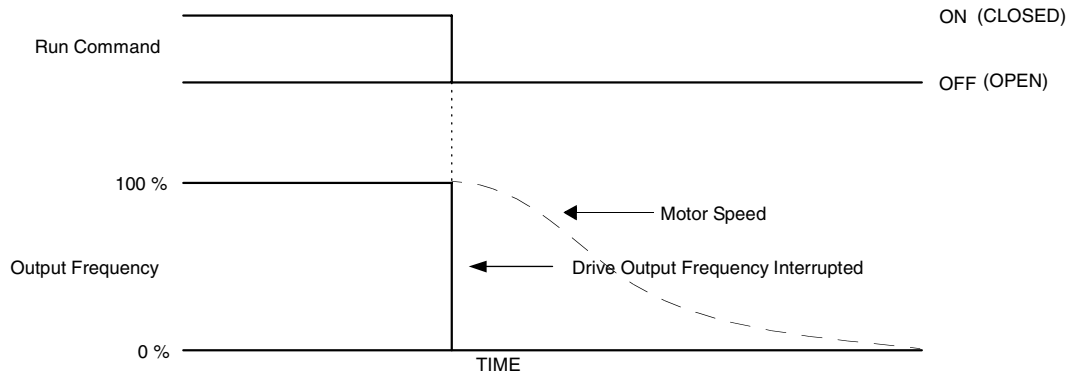 ON (CLOSED)
Run Command
OFF (OPEN)
100 %
Motor Speed
Output Frequency
Drive Output Frequency Interrupted
0 %
TIME